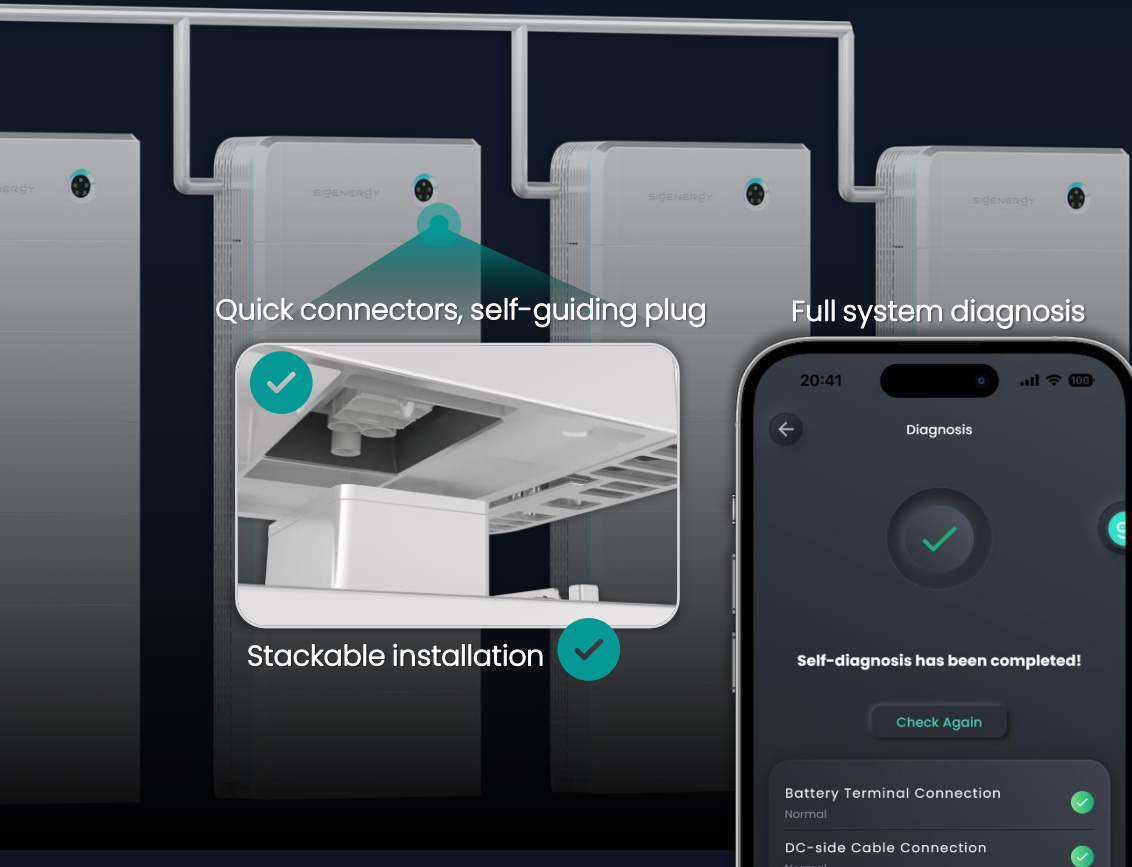 SIGENERGY
SIGENERGY
SIGENERGY
Quick connectors, self-guiding plug
Stackable installation
Full system diagnosis
20:41
100
Diagnosis
Self-diagnosis has been completed!
Check Again
Battery Terminal Connection
Normal
DC-side Cable Connection